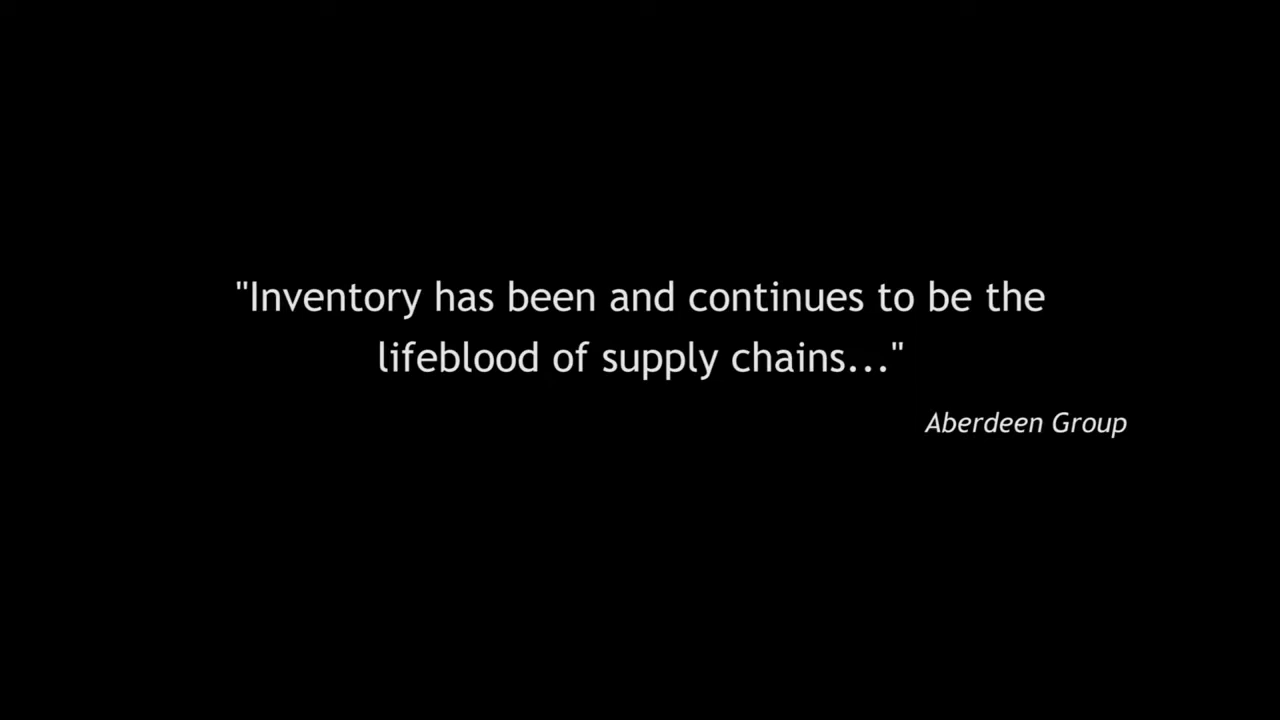 "Inventory has been and continues to be the
lifeblood of supply chains..."
Aberdeen Group